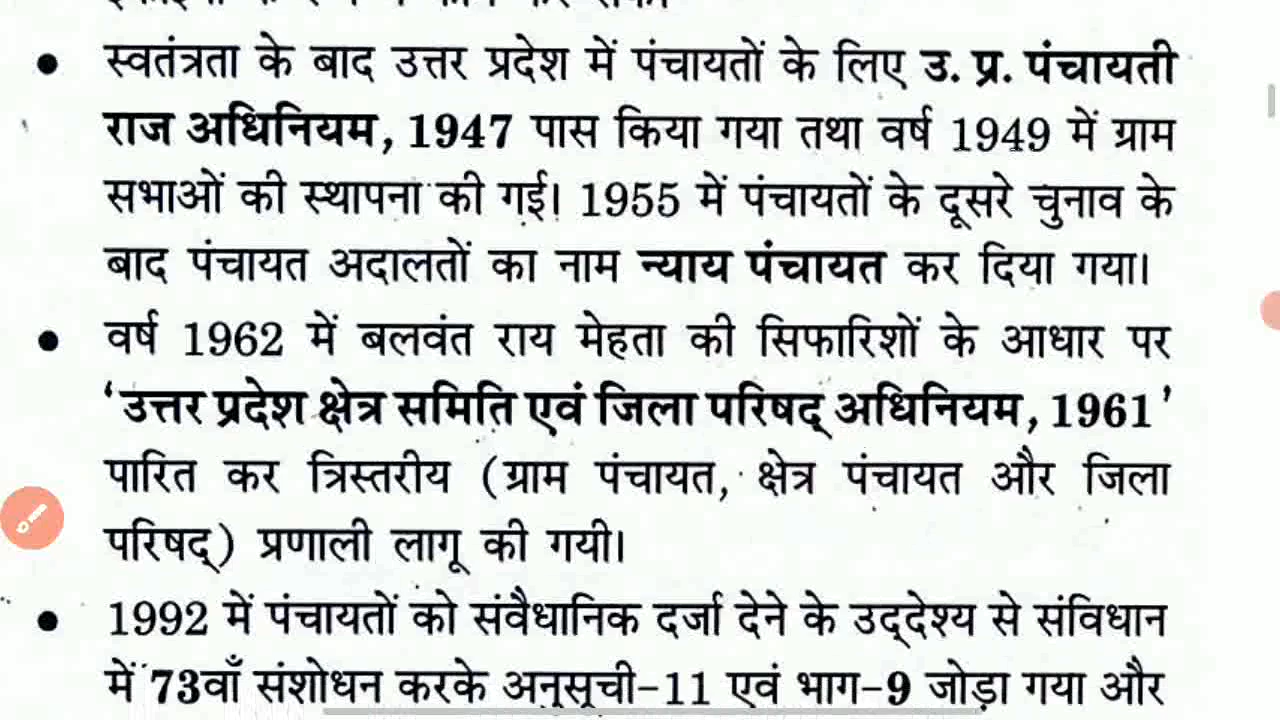 ● स्वतंत्रता के बाद उत्तर प्रदेश में पंचायतों के लिए उ. प्र. पंचायती
राज अधिनियम, 1947 पास किया गया तथा वर्ष 1949 में ग्राम
सभाओं की स्थापना की गई। 1955 में पंचायतों के दूसरे चुनाव के
बाद पंचायत अदालतों का नाम न्याय पंचायत कर दिया गया।
● वर्ष 1962 में बलवंत राय मेहता की सिफारिशों के आधार पर
‘उत्तर प्रदेश क्षेत्र समिति एवं जिला परिषद् अधिनियम, 1961’
पारित कर त्रिस्तरीय (ग्राम पंचायत, क्षेत्र पंचायत और जिला
परिषद्) प्रणाली लागू की गयी।
● 1992 में पंचायतों को संवैधानिक दर्जा देने के उद्देश्य से संविधान
में 73वाँ संशोधन करके अनुसूची-11 एवं भाग-9 जोड़ा गया और